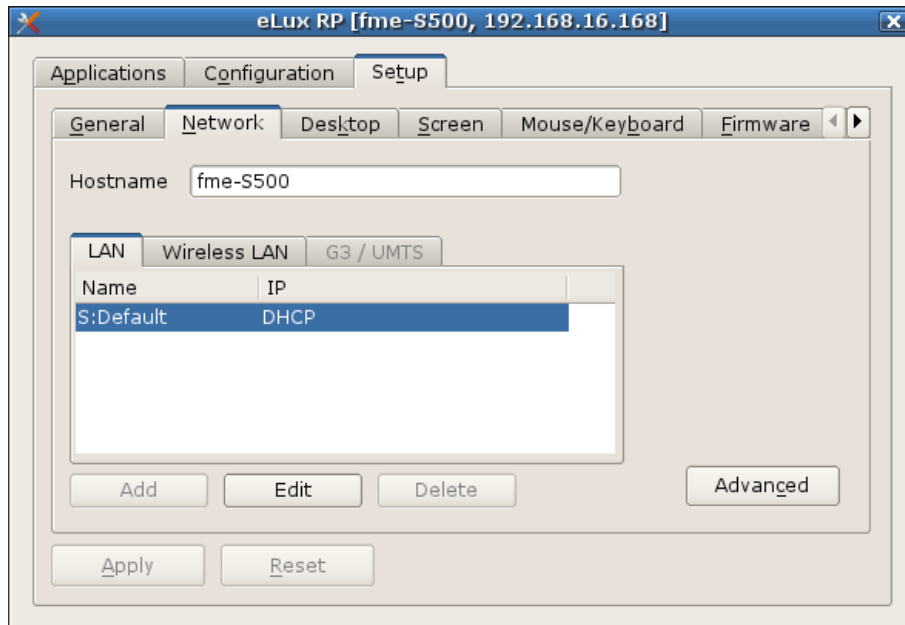 eLux RP [fme-S500, 192.168.16.168]
Applications Configuration Setup
General Network Desktop Screen Mouse/Keyboard Firmware
Hostname fme-S500
LAN Wireless LAN G3 / UMTS
Name IP
S:Default DHCP
Add Edit Delete Advanced
Apply Reset